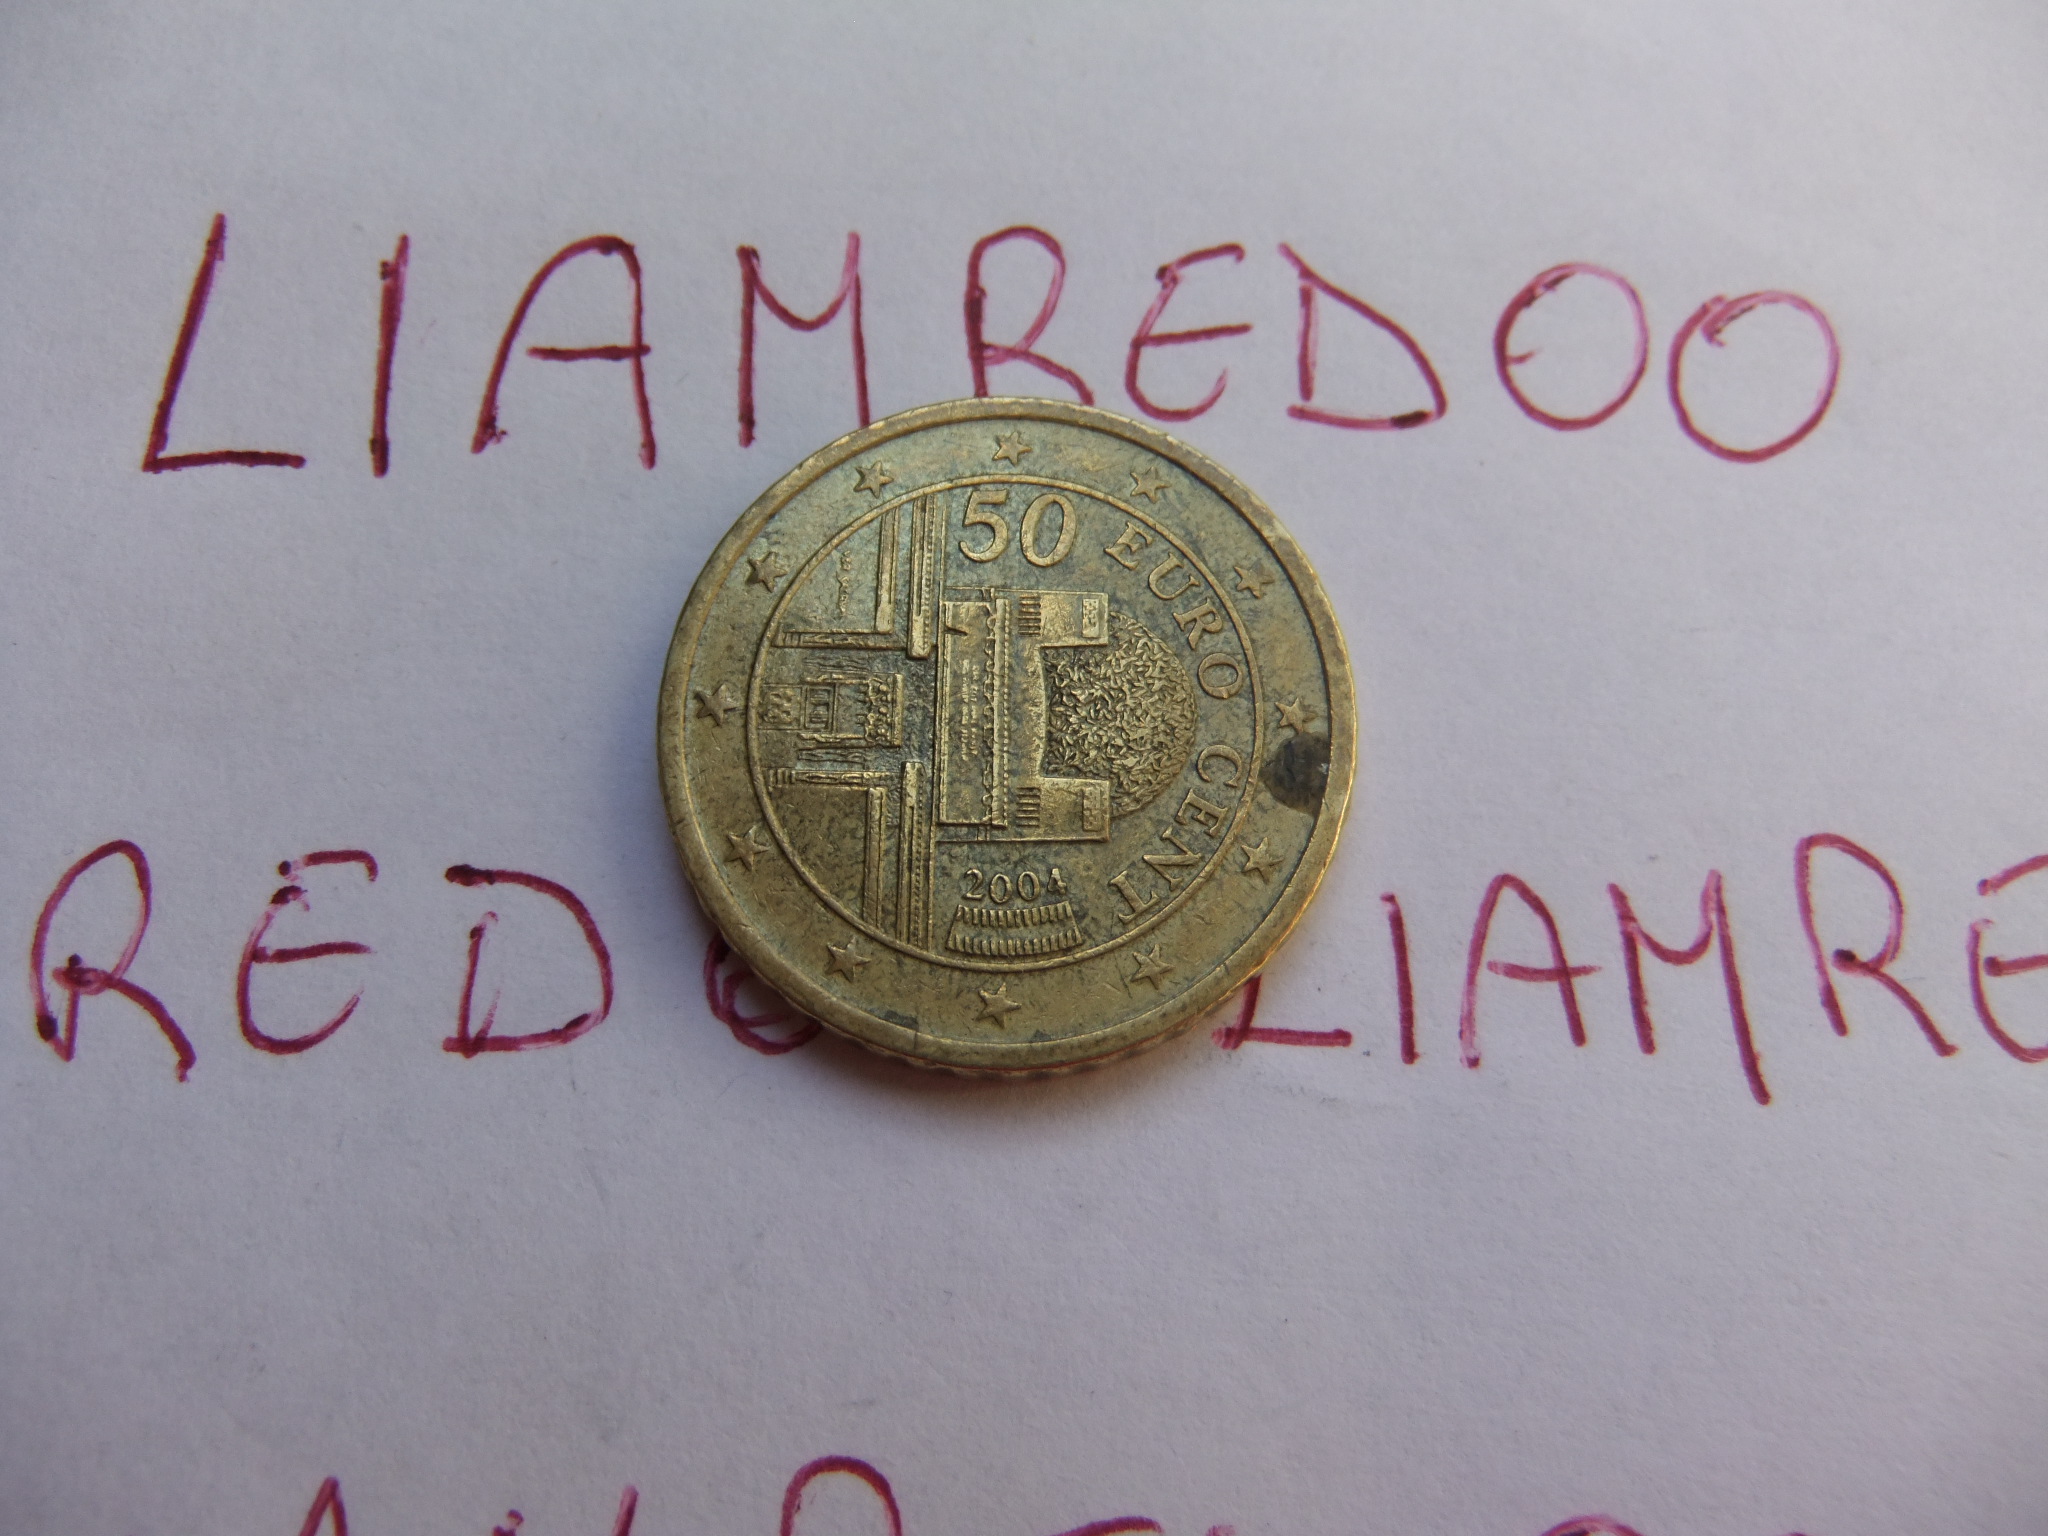 LIAMREDOO
50 EURO CENT
2004
RED LIAMRE